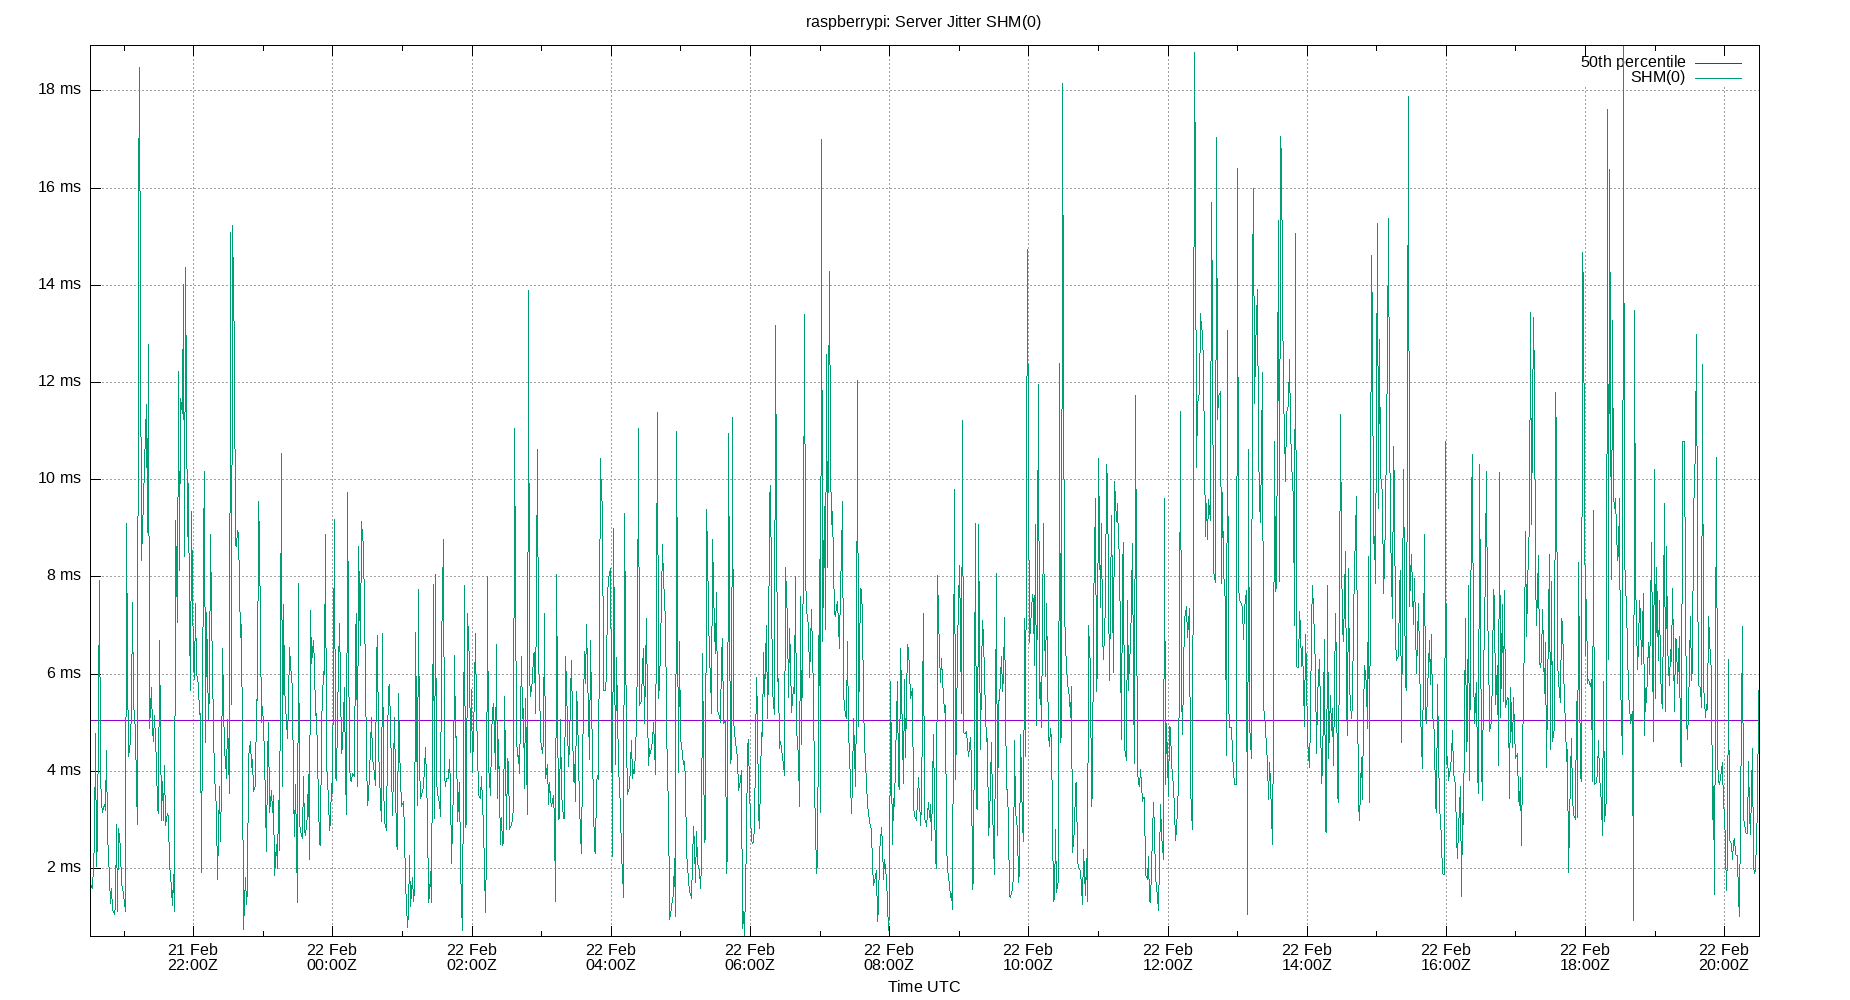 raspberrypi: Server Jitter SHM(0)
50th percentile
SHM(0)
18 ms
16 ms
14 ms
12 ms
10 ms
8 ms
6 ms
4 ms
2 ms
21 Feb 22 Feb 22 Feb 22 Feb 22 Feb 22 Feb 22 Feb 22 Feb 22 Feb 22 Feb 22 Feb 22 Feb
22:00Z 00:00Z 02:00Z 04:00Z 06:00Z 08:00Z 10:00Z 12:00Z 14:00Z 16:00Z 18:00Z 20:00Z
Time UTC